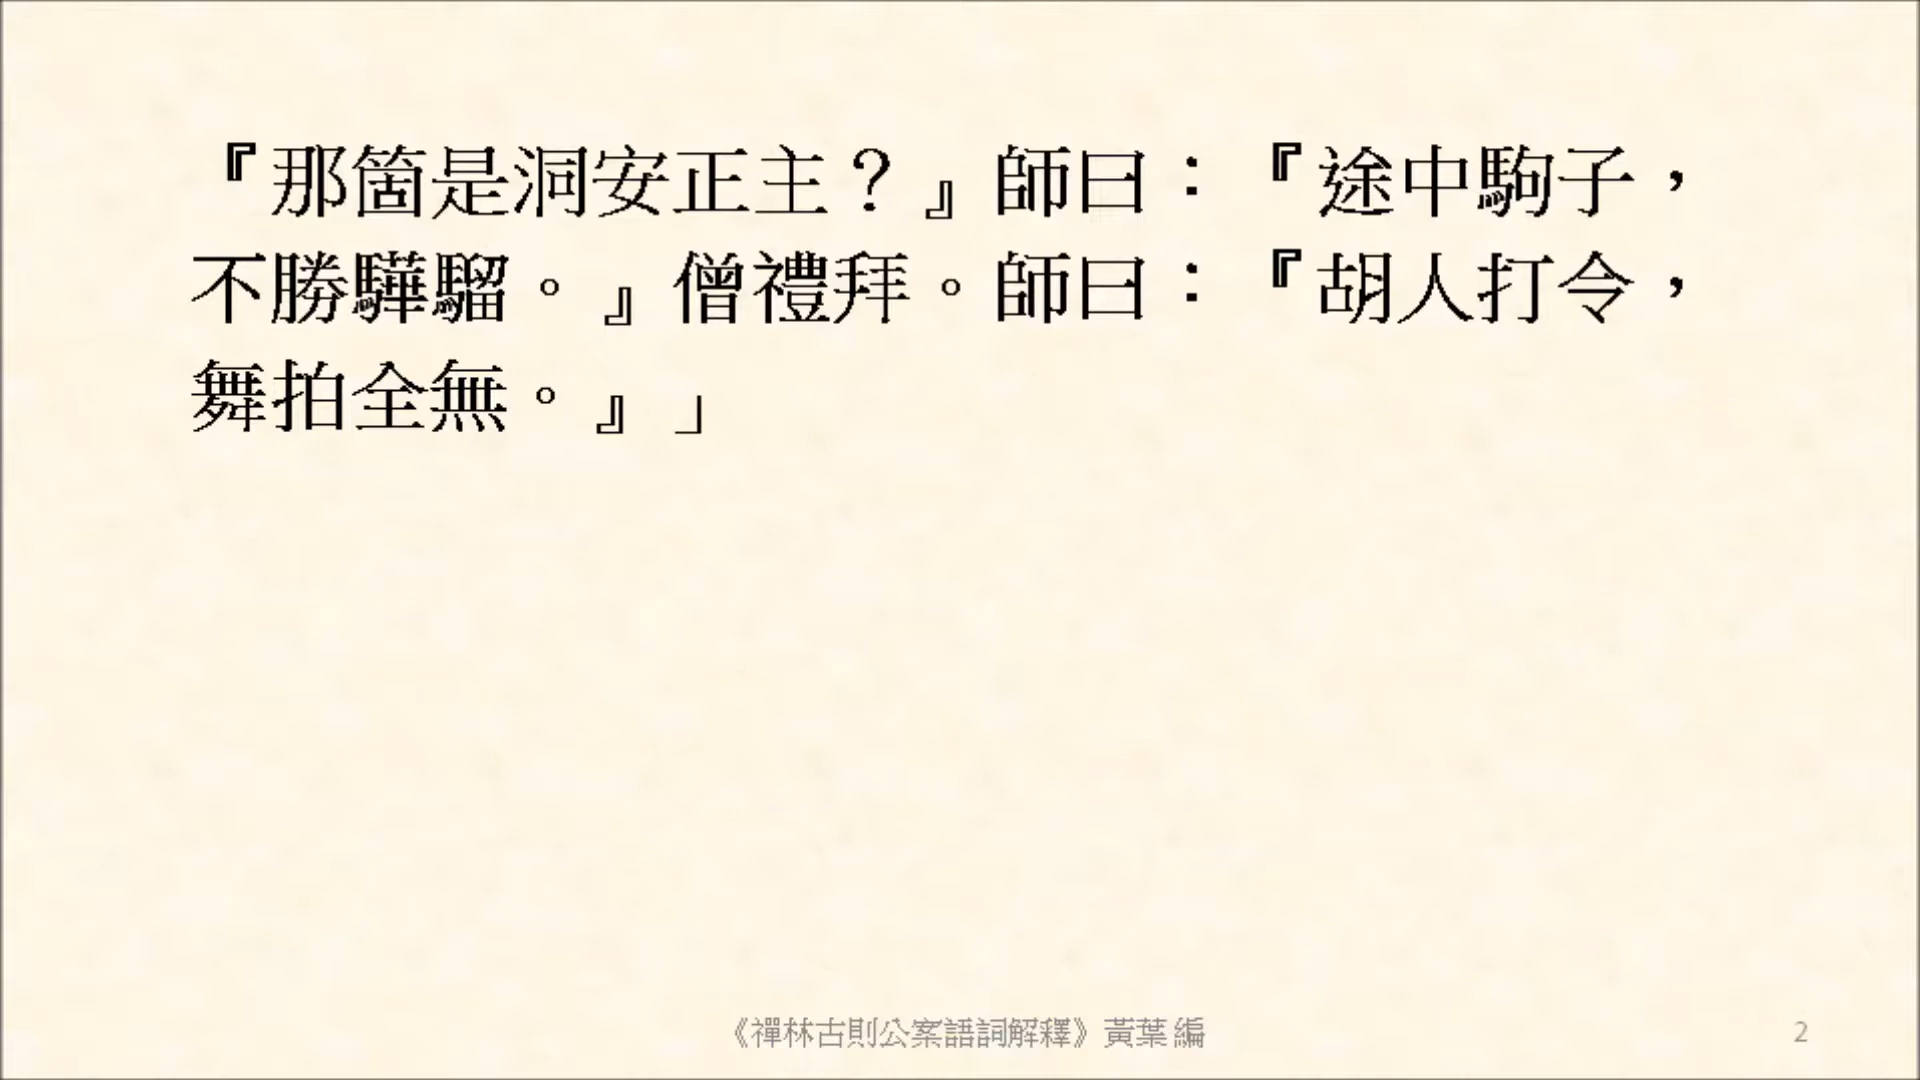 『那箇是洞安正主？』師曰：『途中駒子，
不勝驊騮。』僧禮拜。師曰：『胡人打令，
舞拍全無。』」
《禪林古則公案語詞解釋》黃葉 編
2